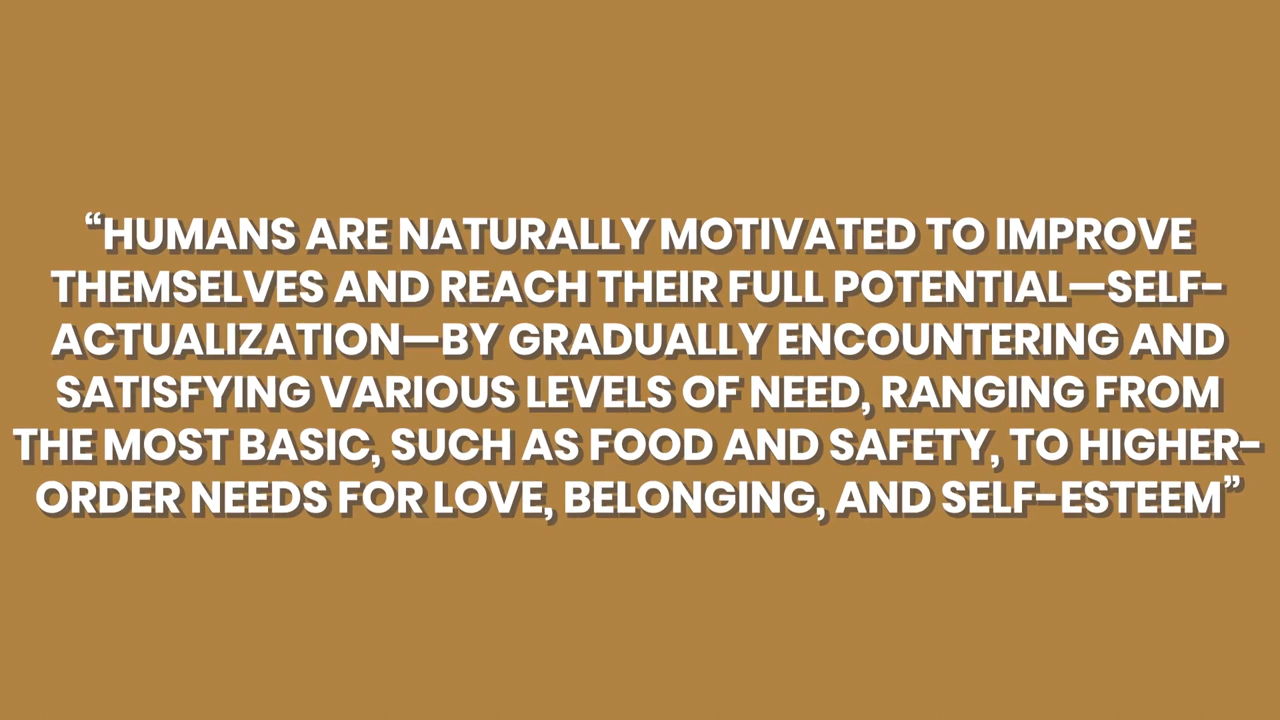 “HUMANS ARE NATURALLY MOTIVATED TO IMPROVE
THEMSELVES AND REACH THEIR FULL POTENTIAL—SELF-
ACTUALIZATION—BY GRADUALLY ENCOUNTERING AND
SATISFYING VARIOUS LEVELS OF NEED, RANGING FROM
THE MOST BASIC, SUCH AS FOOD AND SAFETY, TO HIGHER-
ORDER NEEDS FOR LOVE, BELONGING, AND SELF-ESTEEM”